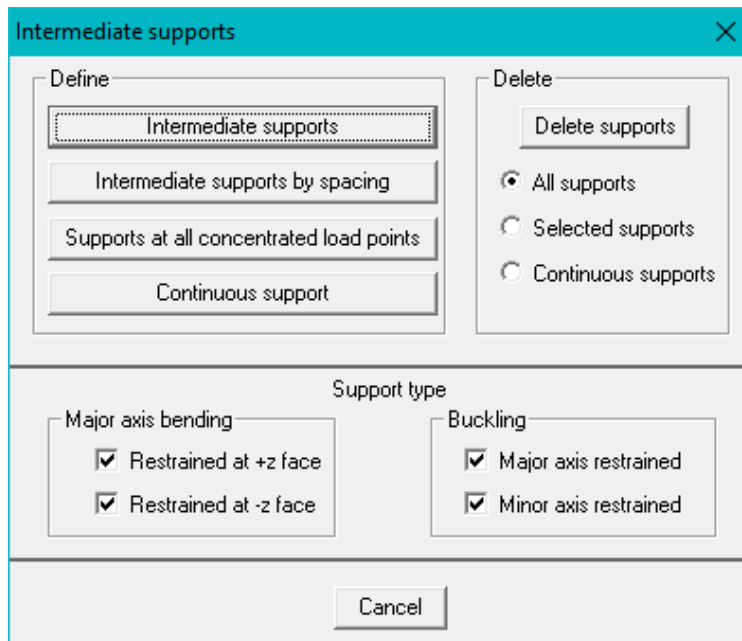 Intermediate supports
Define
Intermediate supports
Intermediate supports by spacing
Supports at all concentrated load points
Continuous support
Delete
Delete supports
All supports
Selected supports
Continuous supports
Support type
Major axis bending
Restrained at +z face
Restrained at -z face
Buckling
Major axis restrained
Minor axis restrained
Cancel